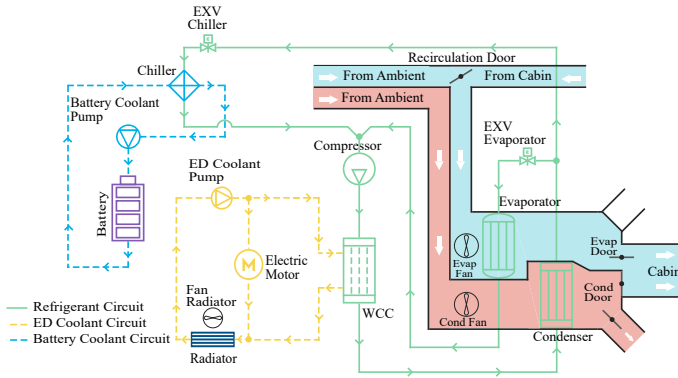 EXV
Chiller
Recirculation Door
Chiller
From Ambient
From Cabin
From Ambient
Battery Coolant
Pump
EXV
Evaporator
Compressor
ED Coolant
Pump
Battery
Evaporator
Evap
Door
Electric
Motor
Evap
Fan
Cabin
Fan
Radiator
Cond
Door
WCC
Cond Fan
Condenser
Radiator
M
Refrigerant Circuit
ED Coolant Circuit
Battery Coolant Circuit